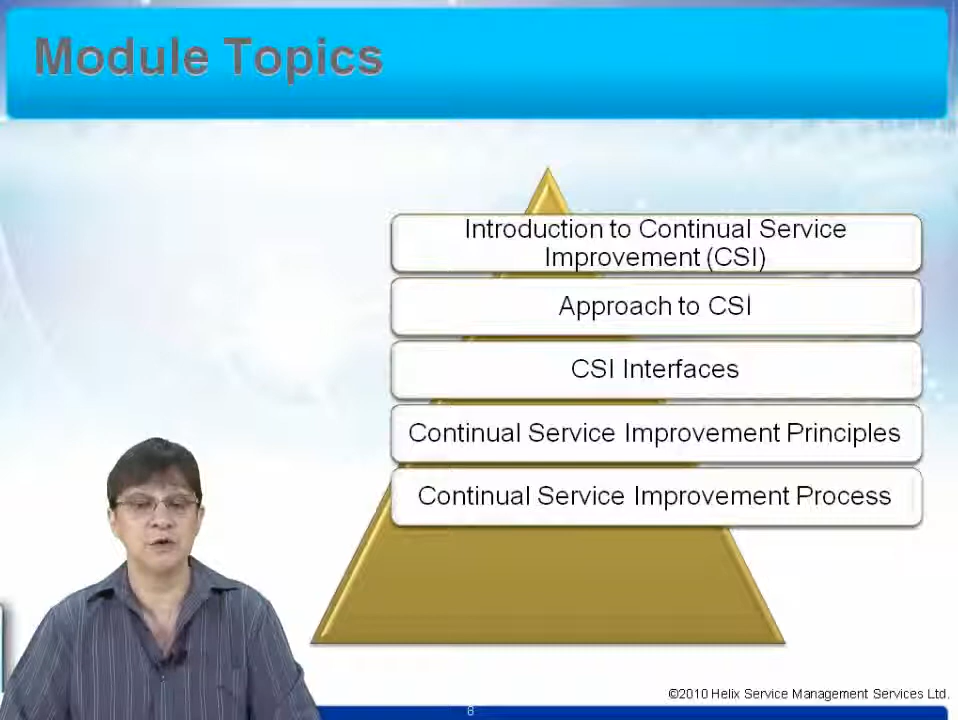 Module Topics
Introduction to Continual Service
Improvement (CSI)
Approach to CSI
CSI Interfaces
Continual Service Improvement Principles
Continual Service Improvement Process
©2010 Helix Service Management Services Ltd.
8